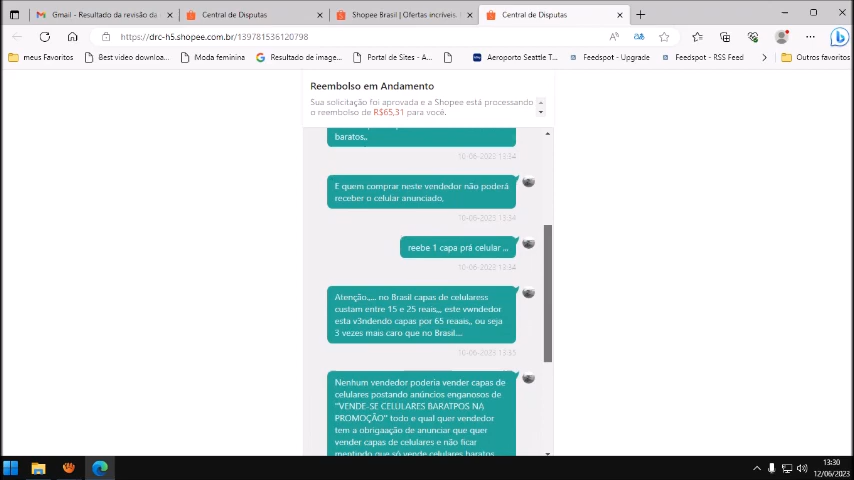 Gmail - Resultado da revisão da
Central de Disputas
Shopee Brasil | Ofertas incríveis.
Central de Disputas
https://drc-h5.shopee.com.br/139781536120798
meus Favoritos
Best video downloa...
Moda feminina
Resultado de image...
Portal de Sites - A...
Aeroporto Seattle T...
Feedspot - Upgrade
Feedspot - RSS Feed
Outros favoritos
Reembolso em Andamento
Sua solicitação foi aprovada e a Shopee está processando
o reembolso de R$65,31 para você.
baratos..
10-06-2023 13:34
E quem comprar neste vendedor não poderá
receber o celular anunciado,
10-06-2023 13:34
reebe 1 capa prá celular ...
10-06-2023 13:34
Atenção,.... no Brasil capas de celularess
custam entre 15 e 25 reais,, este vwndedor
esta v3ndendo capas por 65 reaais,, ou seja
3 vezes mais caro que no Brasil....
10-06-2023 13:35
Nenhum vendedor poderia vender capas de
celulares postando anúncios enganosos de
"VENDE-SE CELULARES BARATPOS NA
PROMOÇÃO" todo e qual quer vendedor
tem a obrigaação de anunciar que quer
vender capas de celulares e não ficar
mentindo que só vende celulares baratos
13:30
12/06/2023